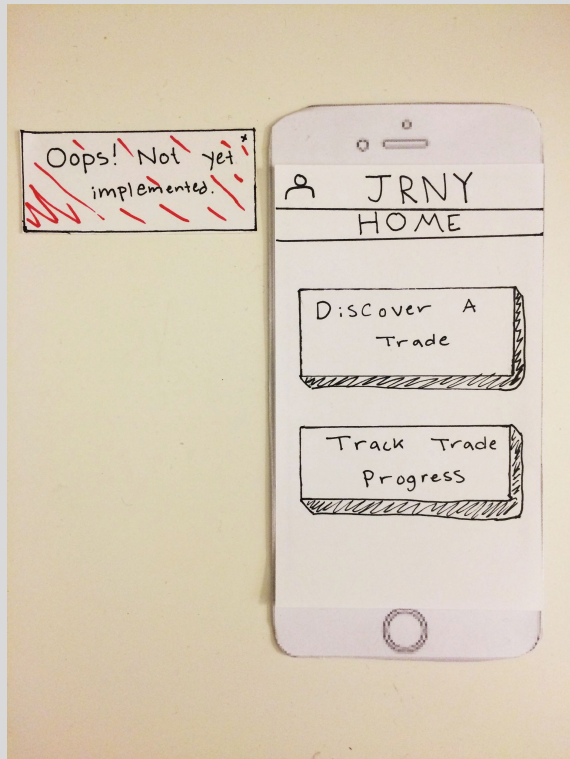 Oops! Not yet
implemented.
JRNY
HOME
Discover A
Trade
Track Trade
Progress